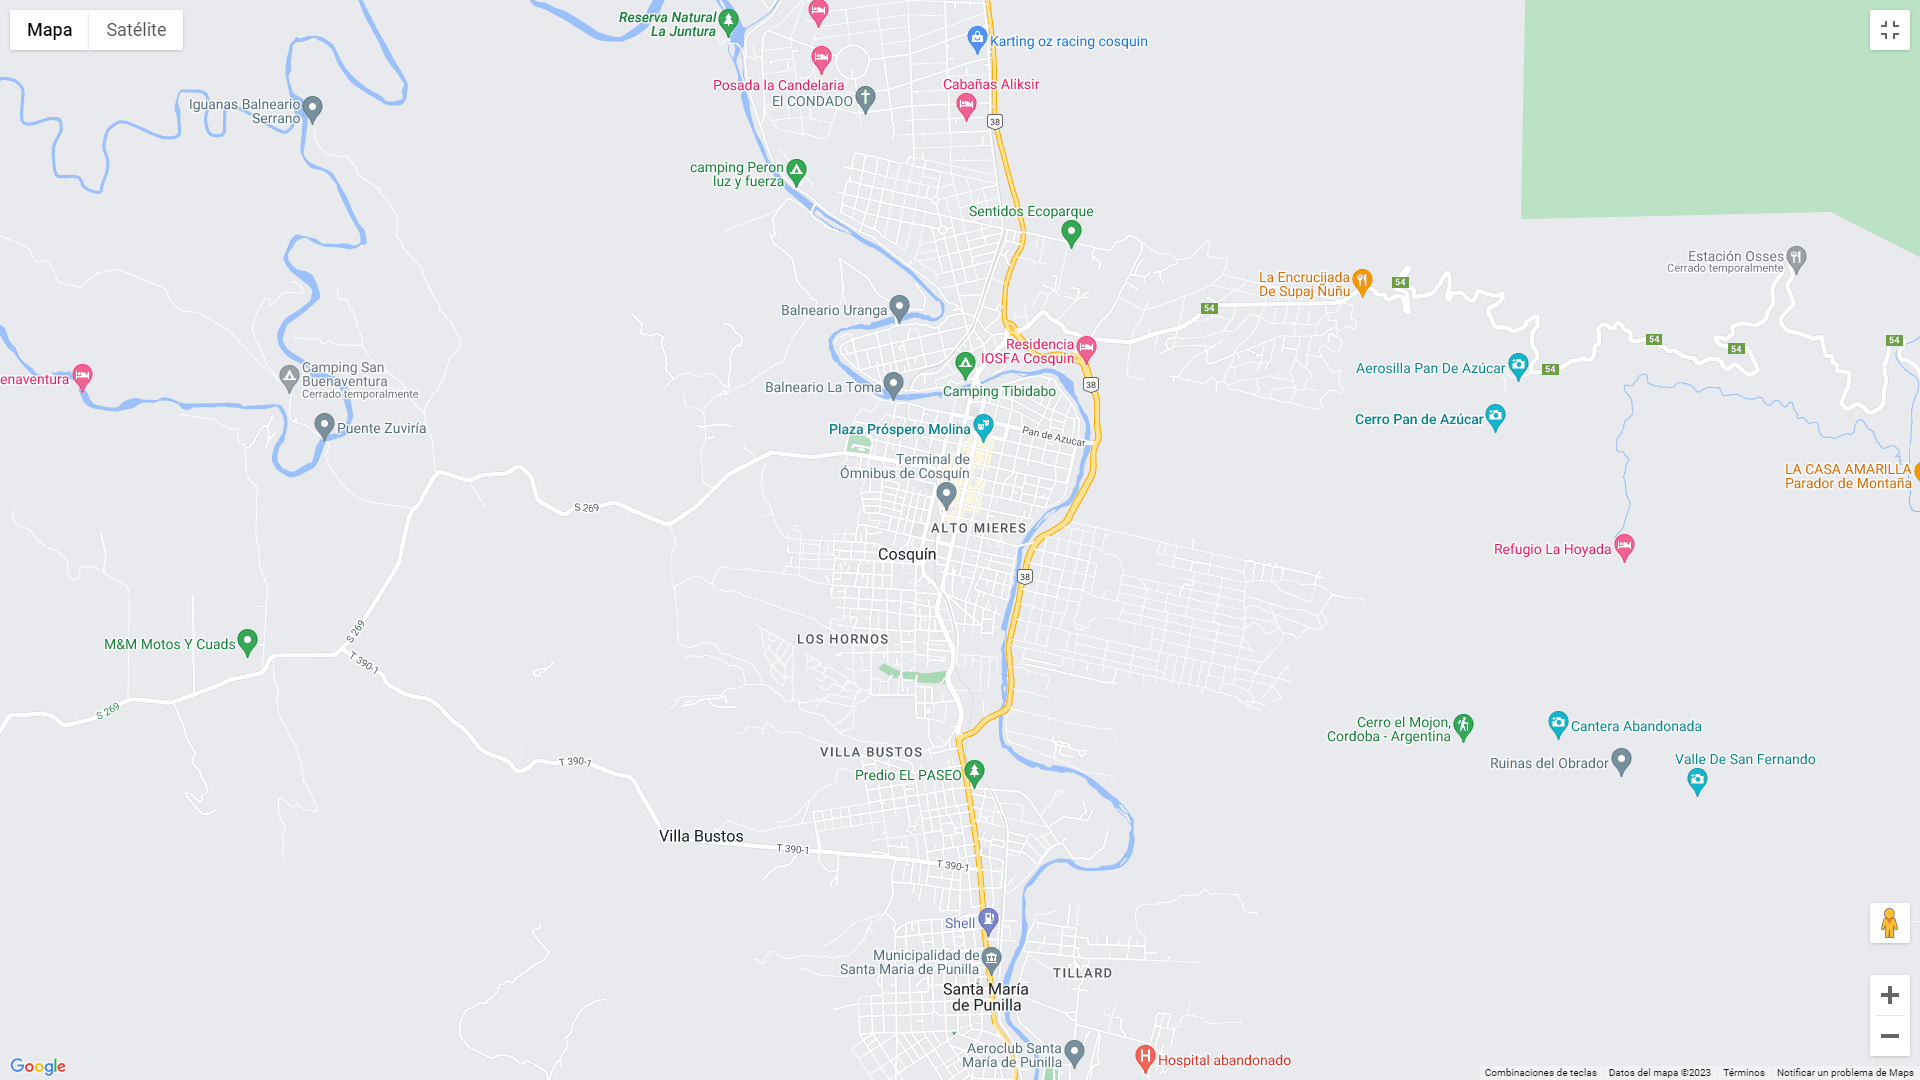 Mapa
Satélite
Reserva Natural
La Juntura
Karting oz racing cosquin
Posada la Candelaria
Cabañas Aliksir
El CONDADO
Iguanas Balneario
Serrano
38
camping Peron
luz y fuerza
Sentidos Ecoparque
Estación Osses
Cerrado temporalmente
La Encrucijada
De Supaj Ñuñu
54
54
Balneario Uranga
54
54
54
Residencia
IOSFA Cosquin
Camping San
Buenaventura
Cerrado temporalmente
enaventura
Aerosilla Pan De Azúcar
54
Balneario La Toma
Camping Tibidabo
38
Cerro Pan de Azúcar
Puente Zuviría
Plaza Próspero Molina
Pan de Azucar
Terminal de
Ómnibus de Cosquín
LA CASA AMARILLA
Parador de Montaña
S 269
ALTO MIERES
Cosquín
Refugio La Hoyada
38
S 269
LOS HORNOS
M&M Motos Y Cuads
T 390-1
S 269
Cerro el Mojon,
Cordoba - Argentina
Cantera Abandonada
VILLA BUSTOS
T 390-1
Ruinas del Obrador
Valle De San Fernando
Predio EL PASEO
Villa Bustos
T 390-1
T 390-1
Shell
Municipalidad de
Santa Maria de Punilla
TILLARD
Santa María
de Punilla
Aeroclub Santa
María de Punilla
Hospital abandonado
Google
Combinaciones de teclas
Datos del mapa ©2023
Términos
Notificar un problema de Maps